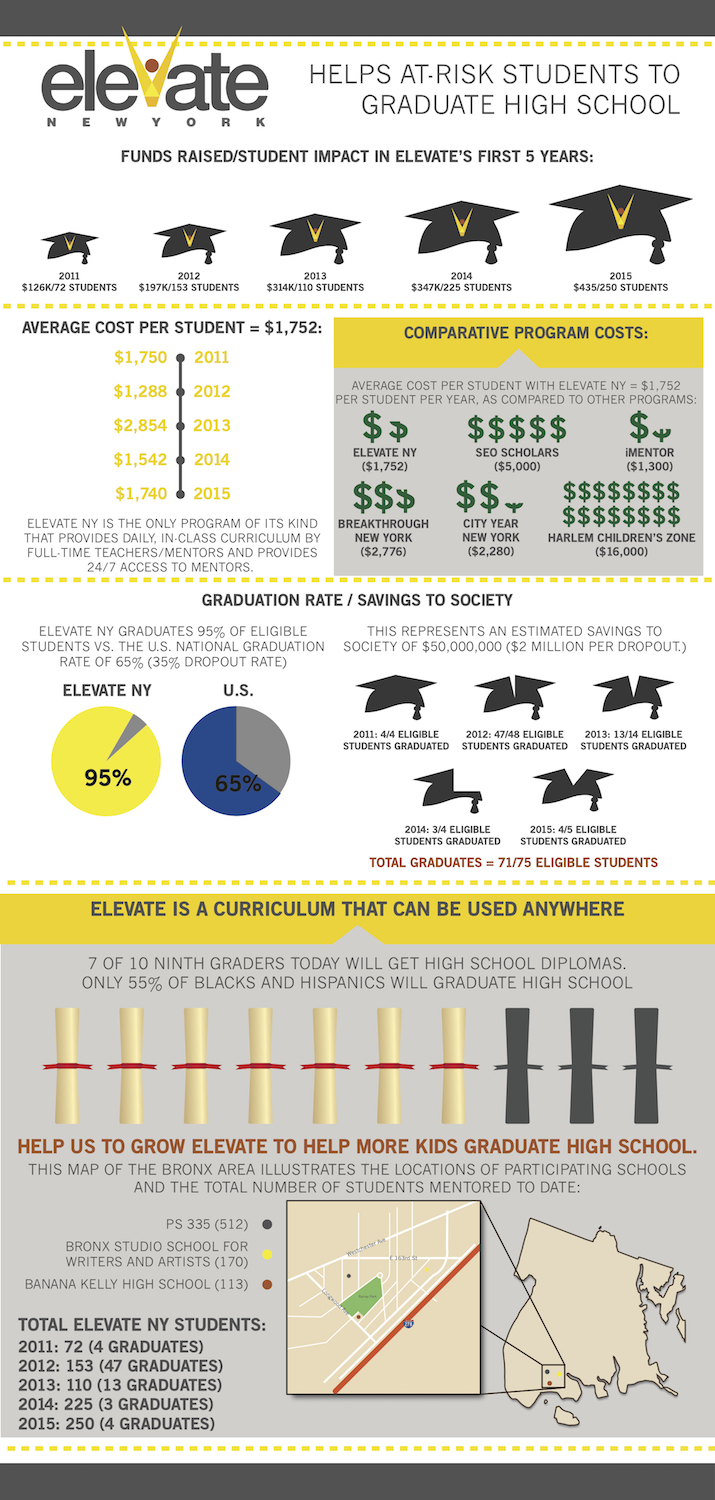 elevate
NEW YORK
HELPS AT-RISK STUDENTS TO
GRADUATE HIGH SCHOOL
FUNDS RAISED/STUDENT IMPACT IN ELEVATE'S FIRST 5 YEARS:
2011
$126K/72 STUDENTS
2012
$197K/153 STUDENTS
2013
$314K/110 STUDENTS
2014
$347K/225 STUDENTS
2015
$435/250 STUDENTS
AVERAGE COST PER STUDENT = $1,752:
$1,750 2011
$1,288 2012
$2,854 2013
$1,542 2014
$1,740 2015
ELEVATE NY IS THE ONLY PROGRAM OF ITS KIND
THAT PROVIDES DAILY, IN-CLASS CURRICULUM BY
FULL-TIME TEACHERS/MENTORS AND PROVIDES
24/7 ACCESS TO MENTORS.
COMPARATIVE PROGRAM COSTS:
AVERAGE COST PER STUDENT WITH ELEVATE NY = $1,752
PER STUDENT PER YEAR, AS COMPARED TO OTHER PROGRAMS:
$$
ELEVATE NY
($1,752)
$$$$$
SEO SCHOLARS
($5,000)
$$
iMENTOR
($1,300)
$$$
BREAKTHROUGH
NEW YORK
($2,776)
$$$
CITY YEAR
NEW YORK
($2,280)
$$$$$$$$
$$$$$$$$
HARLEM CHILDREN'S ZONE
($16,000)
GRADUATION RATE / SAVINGS TO SOCIETY
ELEVATE NY GRADUATES 95% OF ELIGIBLE
STUDENTS VS. THE U.S. NATIONAL GRADUATION
RATE OF 65% (35% DROPOUT RATE)
ELEVATE NY
95%
U.S.
65%
THIS REPRESENTS AN ESTIMATED SAVINGS TO
SOCIETY OF $50,000,000 ($2 MILLION PER DROPOUT.)
2011: 4/4 ELIGIBLE
STUDENTS GRADUATED
2012: 47/48 ELIGIBLE
STUDENTS GRADUATED
2013: 13/14 ELIGIBLE
STUDENTS GRADUATED
2014: 3/4 ELIGIBLE
STUDENTS GRADUATED
2015: 4/5 ELIGIBLE
STUDENTS GRADUATED
TOTAL GRADUATES = 71/75 ELIGIBLE STUDENTS
ELEVATE IS A CURRICULUM THAT CAN BE USED ANYWHERE
7 OF 10 NINTH GRADERS TODAY WILL GET HIGH SCHOOL DIPLOMAS.
ONLY 55% OF BLACKS AND HISPANICS WILL GRADUATE HIGH SCHOOL
HELP US TO GROW ELEVATE TO HELP MORE KIDS GRADUATE HIGH SCHOOL.
THIS MAP OF THE BRONX AREA ILLUSTRATES THE LOCATIONS OF PARTICIPATING SCHOOLS
AND THE TOTAL NUMBER OF STUDENTS MENTORED TO DATE:
PS 335 (512)
BRONX STUDIO SCHOOL FOR
WRITERS AND ARTISTS (170)
BANANA KELLY HIGH SCHOOL (113)
TOTAL ELEVATE NY STUDENTS:
2011: 72 (4 GRADUATES)
2012: 153 (47 GRADUATES)
2013: 110 (13 GRADUATES)
2014: 225 (3 GRADUATES)
2015: 250 (4 GRADUATES)
Westchester Ave
E 163rd St
Longwood Ave
278